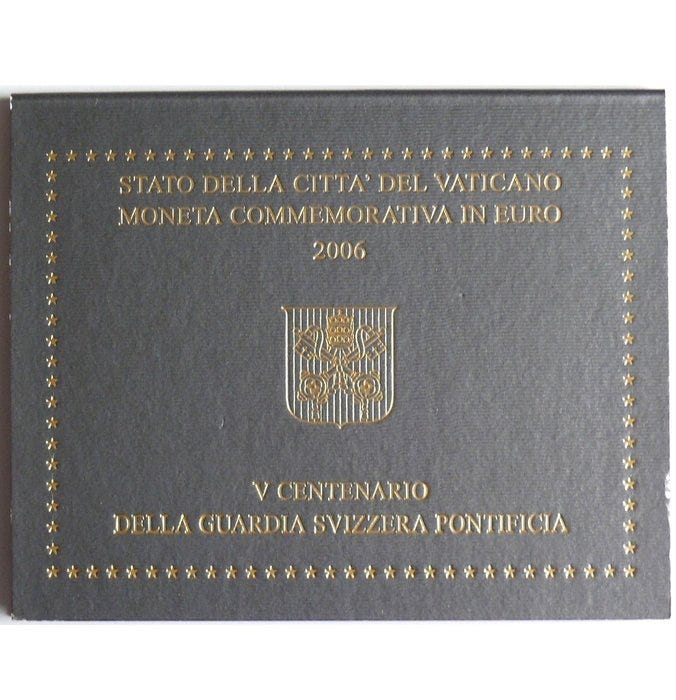 STATO DELLA CITTA' DEL VATICANO
MONETA COMMEMORATIVA IN EURO
2006
V CENTENARIO
DELLA GUARDIA SVIZZERA PONTIFICIA